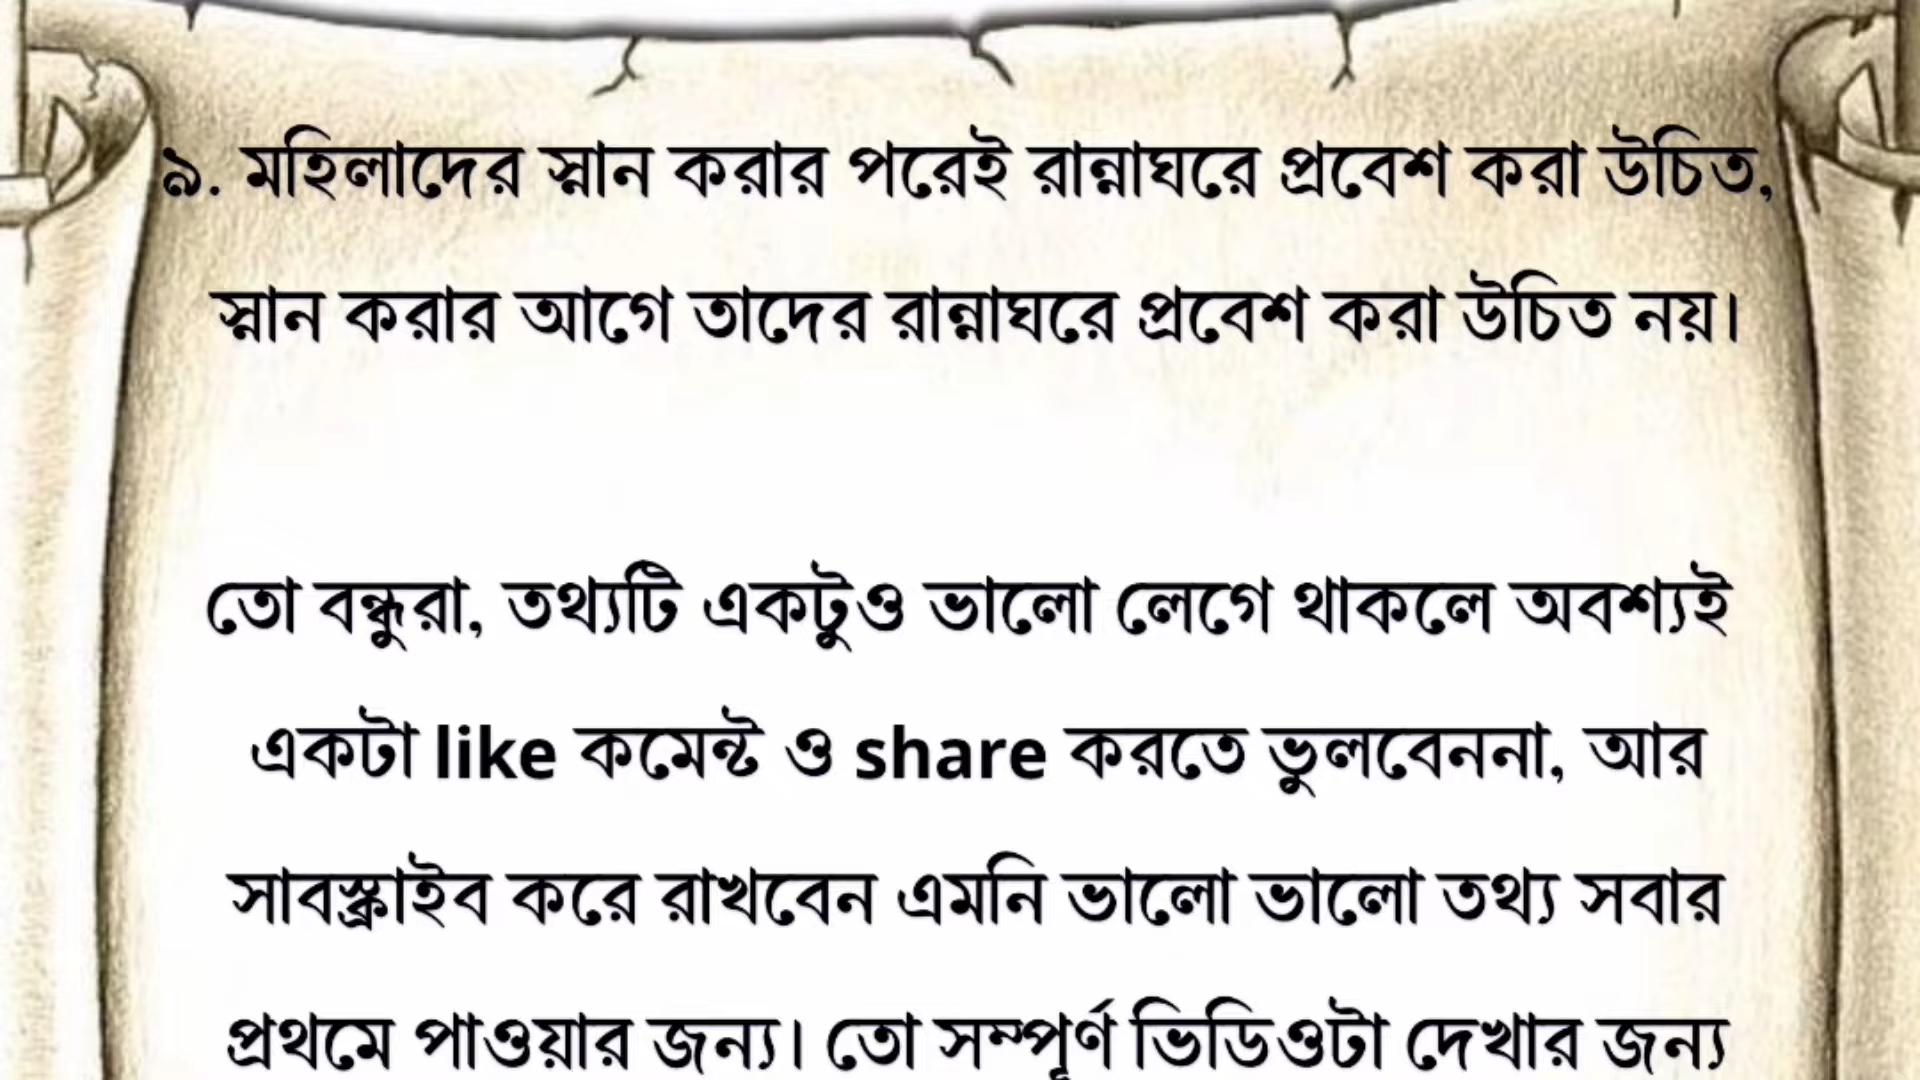 ৯. মহিলাদের স্নান করার পরেই রান্নাঘরে প্রবেশ করা উচিত,
স্নান করার আগে তাদের রান্নাঘরে প্রবেশ করা উচিত নয়।
তো বন্ধুরা, তথ্যটি একটুও ভালো লেগে থাকলে অবশ্যই
একটা like কমেন্ট ও share করতে ভুলবেননা, আর
সাবস্ক্রাইব করে রাখবেন এমনি ভালো ভালো তথ্য সবার
প্রথমে পাওয়ার জন্য। তো সম্পূর্ণ ভিডিওটা দেখার জন্য